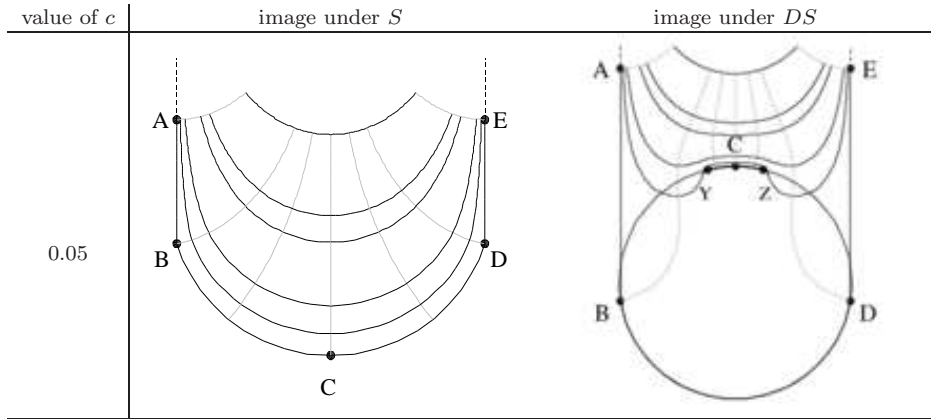 value of c image under S image under DS
A E A E
C
Y Z
0.05 B D
B D
C